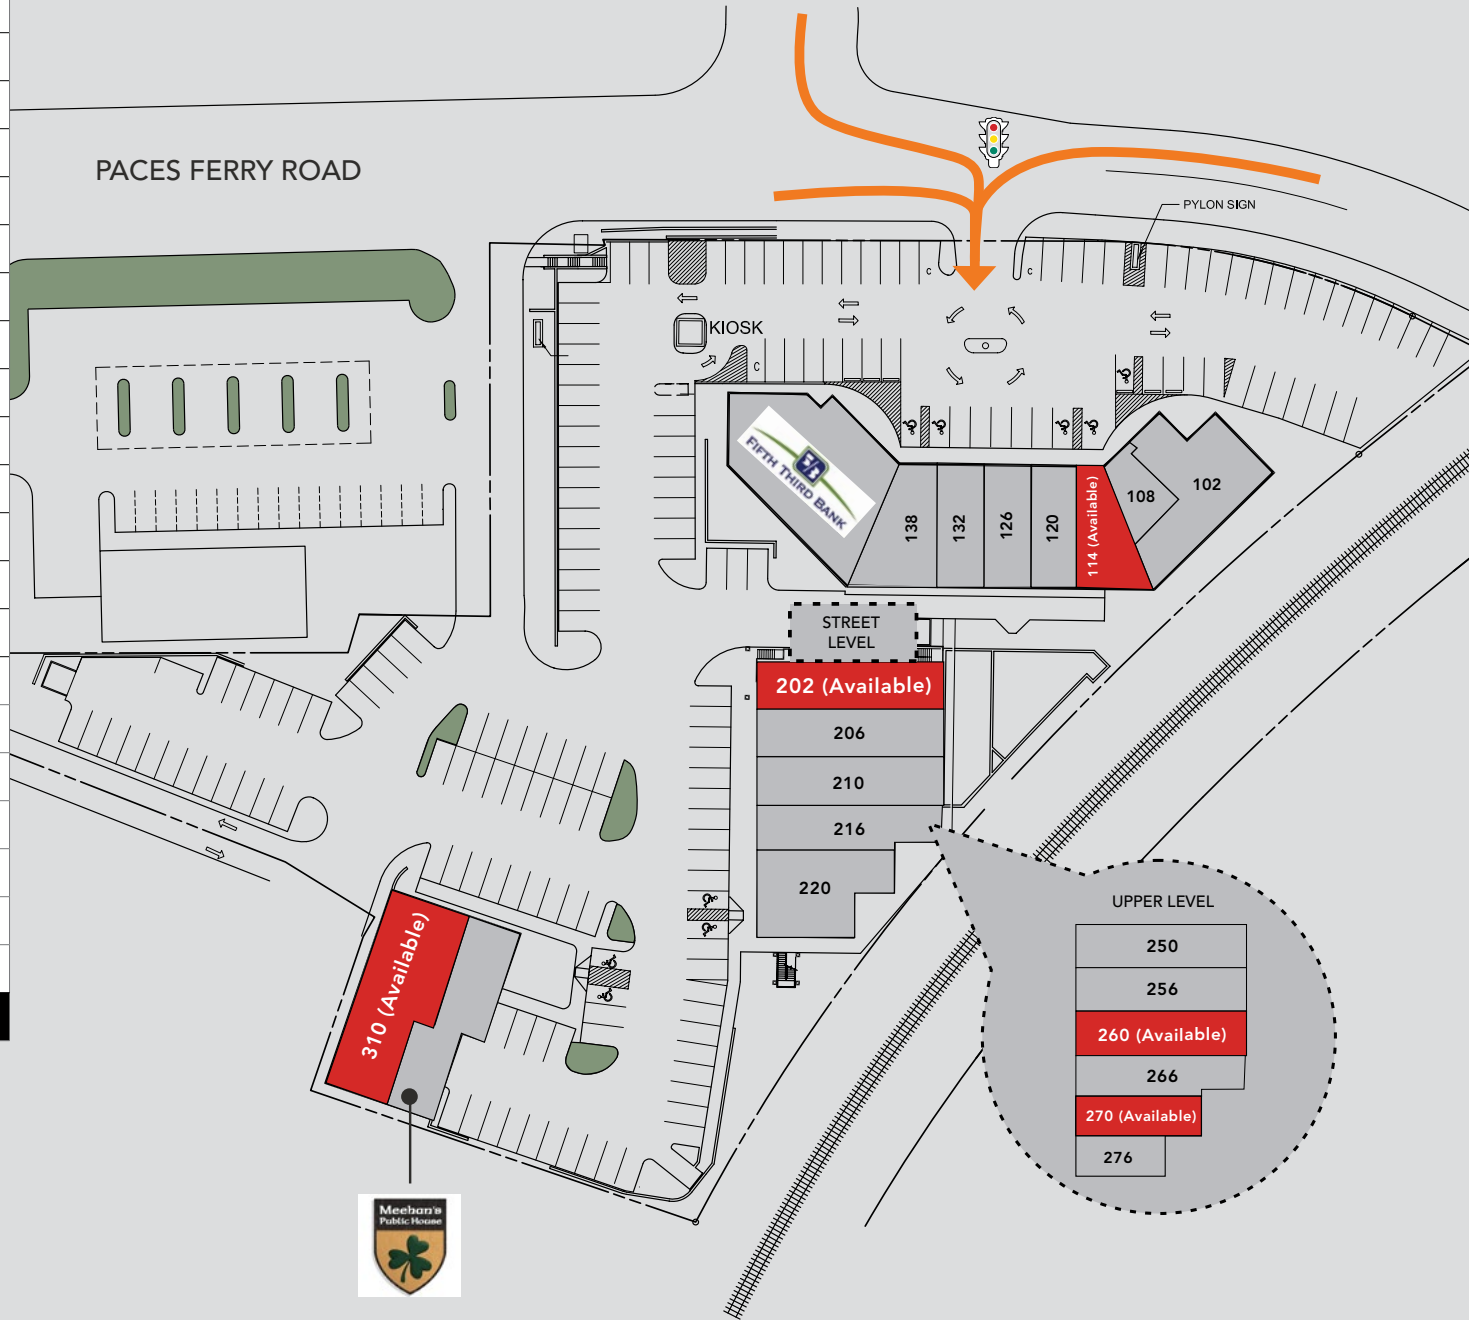 PACES FERRY ROAD
PYLON SIGN
C
C
KIOSK
C
FIFTH THIRD BANK
138
132
126
120
114 (Available)
108
102
STREET
LEVEL
202 (Available)
206
210
216
220
UPPER LEVEL
250
256
260 (Available)
266
270 (Available)
276
310 (Available)
Meehan's
Public House